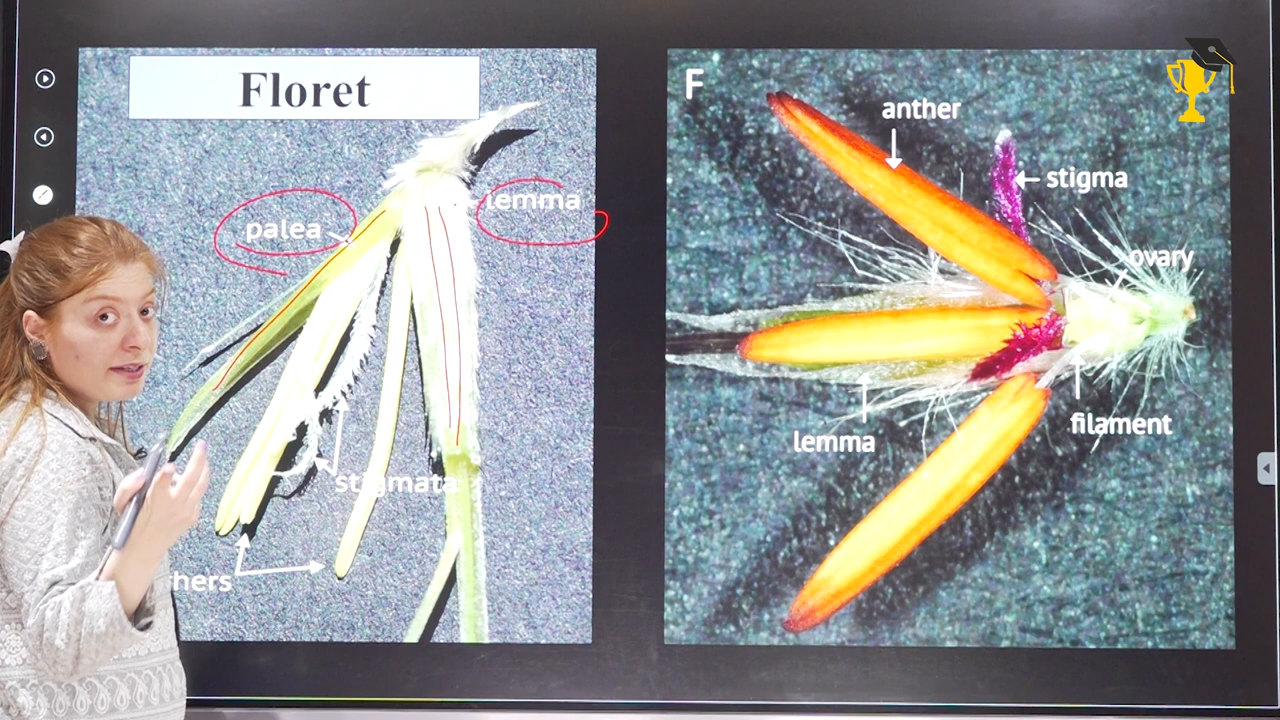 Floret
palea
lemma
stigmata
hers
F
anther
stigma
ovary
lemma
filament